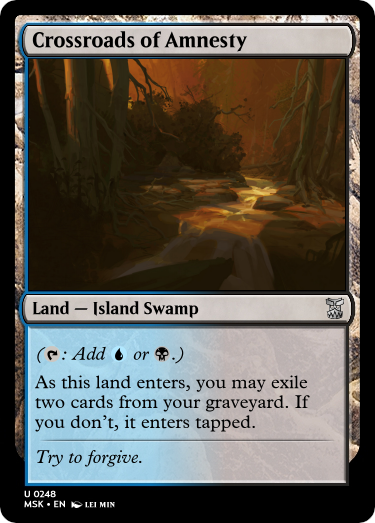 Crossroads of Amnesty
Land — Island Swamp
(: Add  or .)
As this land enters, you may exile
two cards from your graveyard. If
you don't, it enters tapped.
Try to forgive.
U 0248
MSK • EN LEI MIN